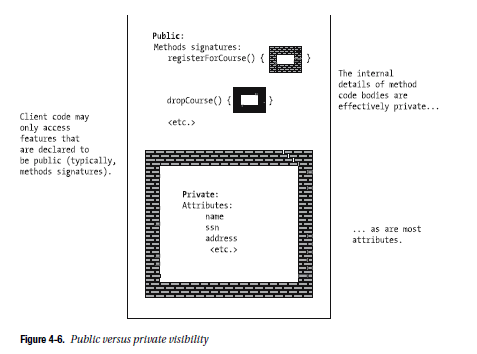 Public:
Methods signatures:
registerForCourse() { }
dropCourse() { }
<etc.>
The internal
details of method
code bodies are
effectively private...
Client code may
only access
features that
are declared to
be public (typically,
methods signatures).
Private:
Attributes:
name
ssn
address
<etc.>
... as are most
attributes.
Figure 4-6. Public versus private visibility